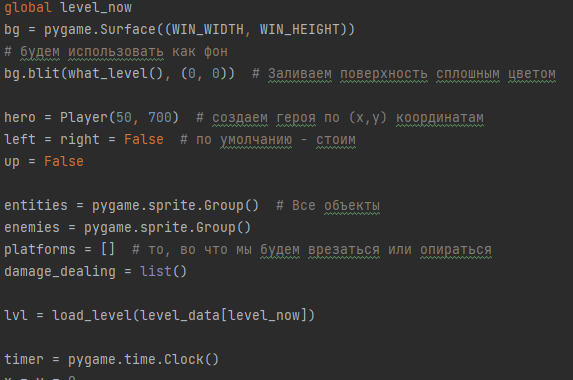 global level_now
bg = pygame.Surface((WIN_WIDTH, WIN_HEIGHT))
# будем использовать как фон
bg.blit(what_level(), (0, 0))  # Заливаем поверхность сплошным цветом
hero = Player(50, 700)  # создаем героя по (x,y) координатам
left = right = False  # по умолчанию - стоим
up = False
entities = pygame.sprite.Group()  # Все объекты
enemies = pygame.sprite.Group()
platforms = []  # то, во что мы будем врезаться или опираться
damage_dealing = list()
lvl = load_level(level_data[level_now])
timer = pygame.time.Clock()